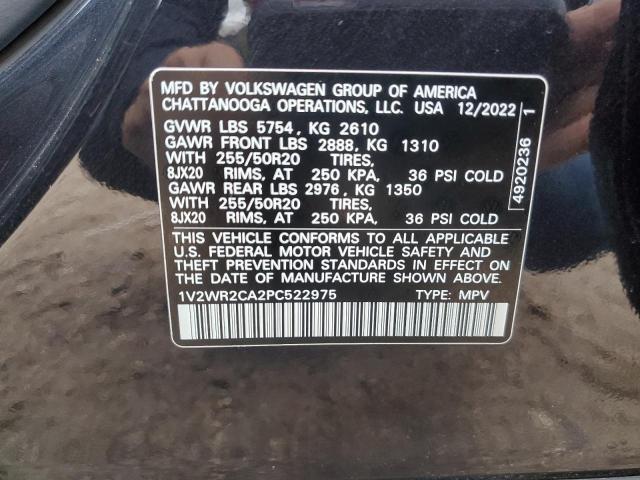 MFD BY VOLKSWAGEN GROUP OF AMERICA
CHATTANOOGA OPERATIONS, LLC. USA 12/2022
GVWR LBS 5754, KG 2610
GAWR FRONT LBS 2888, KG 1310
WITH 255/50R20 TIRES,
8JX20 RIMS, AT 250 KPA, 36 PSI COLD
GAWR REAR LBS 2976, KG 1350
WITH 255/50R20 TIRES,
8JX20 RIMS, AT 250 KPA, 36 PSI COLD
THIS VEHICLE CONFORMS TO ALL APPLICABLE
U.S. FEDERAL MOTOR VEHICLE SAFETY AND
THEFT PREVENTION STANDARDS IN EFFECT ON
THE DATE OF MANUFACTURE SHOWN ABOVE.
1V2WR2CA2PC522975 TYPE: MPV
4920236 1